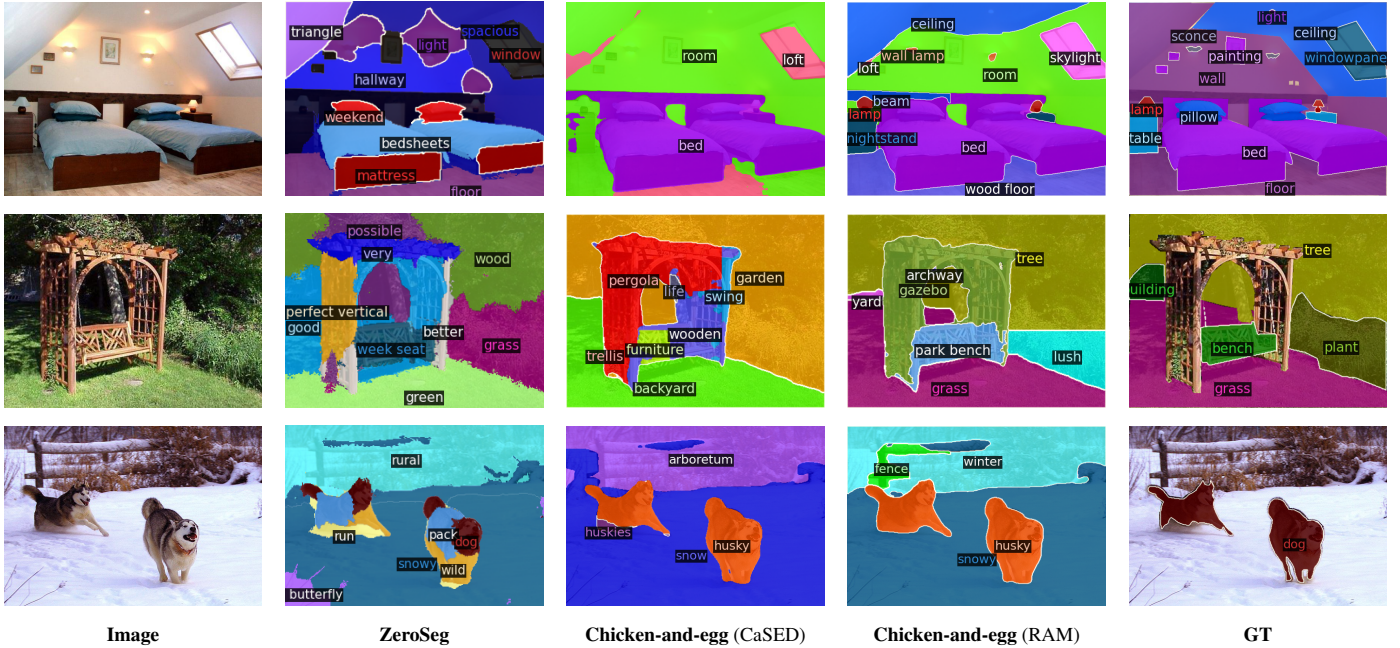 triangle
light
spacious
window
hallway
weekend
bedsheets
mattress
floor
room
loft
bed
ceiling
wall lamp
loft
room
skylight
beam
lamp
nightstand
bed
wood floor
light
sconce
ceiling
painting
windowpane
wall
lamp
pillow
table
bed
floor
possible
very
wood
perfect vertical
good
better
week seat
grass
green
pergola
life
garden
swing
wooden
trellis
furniture
backyard
tree
archway
gazebo
yard
park bench
lush
grass
tree
uilding
bench
plant
grass
rural
run
pack
dog
snowy
wild
butterfly
arboretum
huskies
snow
husky
fence
winter
husky
snowy
dog
Image
ZeroSeg
Chicken-and-egg (CaSED)
Chicken-and-egg (RAM)
GT